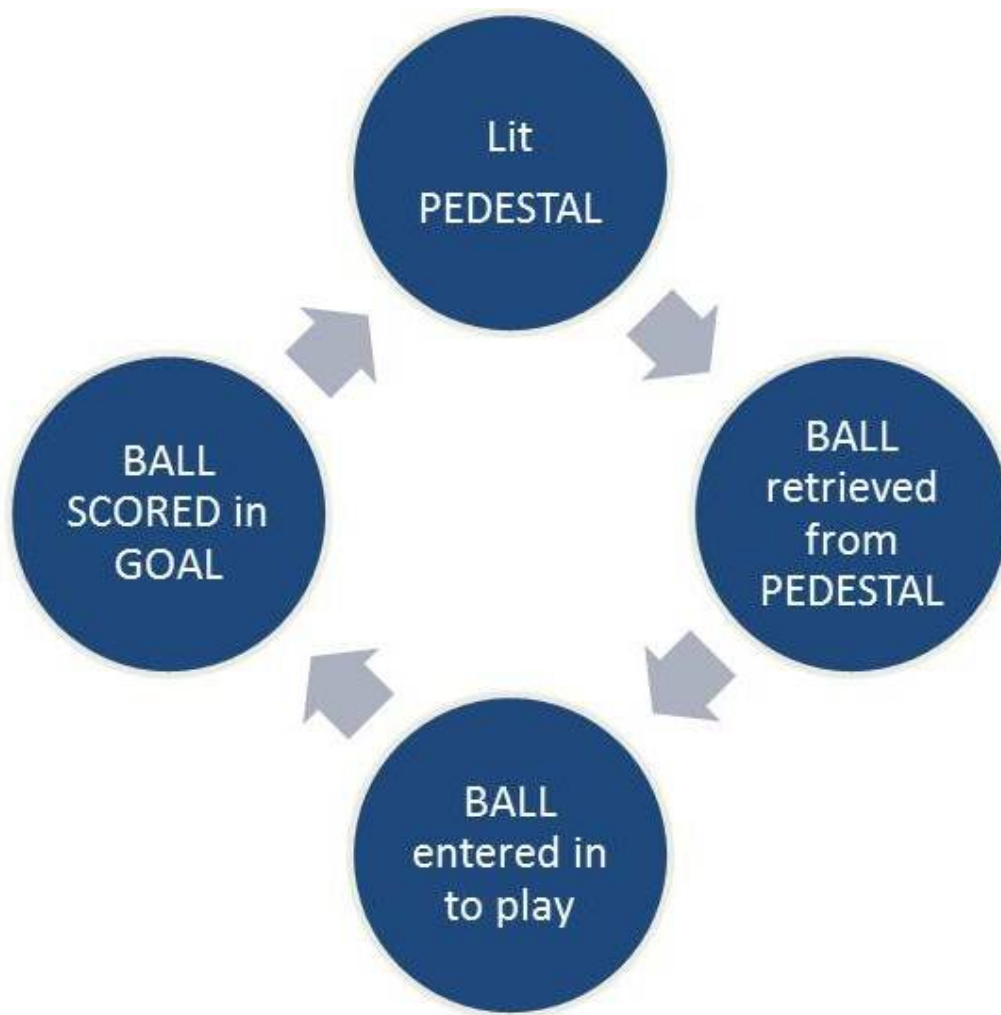 Lit
PEDESTAL
BALL
retrieved
from
PEDESTAL
BALL
entered in
to play
BALL
SCORED in
GOAL